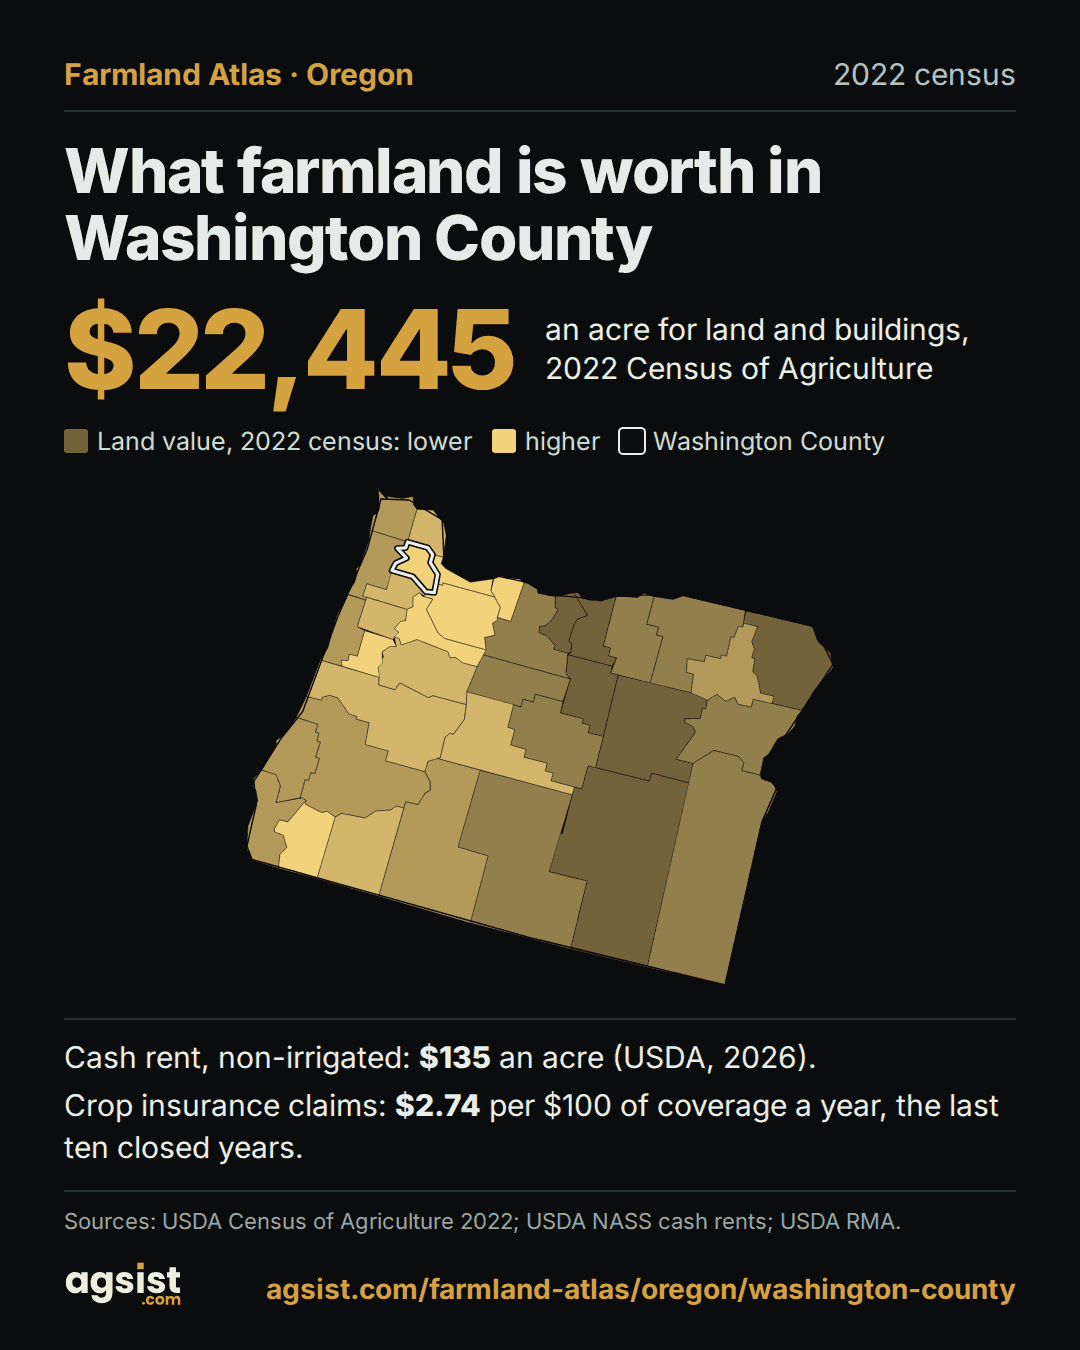 Farmland Atlas · Oregon
2022 census
What farmland is worth in
Washington County
$22,445
an acre for land and buildings,
2022 Census of Agriculture
Land value, 2022 census: lower
higher
Washington County
Cash rent, non-irrigated: $135 an acre (USDA, 2026).
Crop insurance claims: $2.74 per $100 of coverage a year, the last
ten closed years.
Sources: USDA Census of Agriculture 2022; USDA NASS cash rents; USDA RMA.
agsist
.com
agsist.com/farmland-atlas/oregon/washington-county